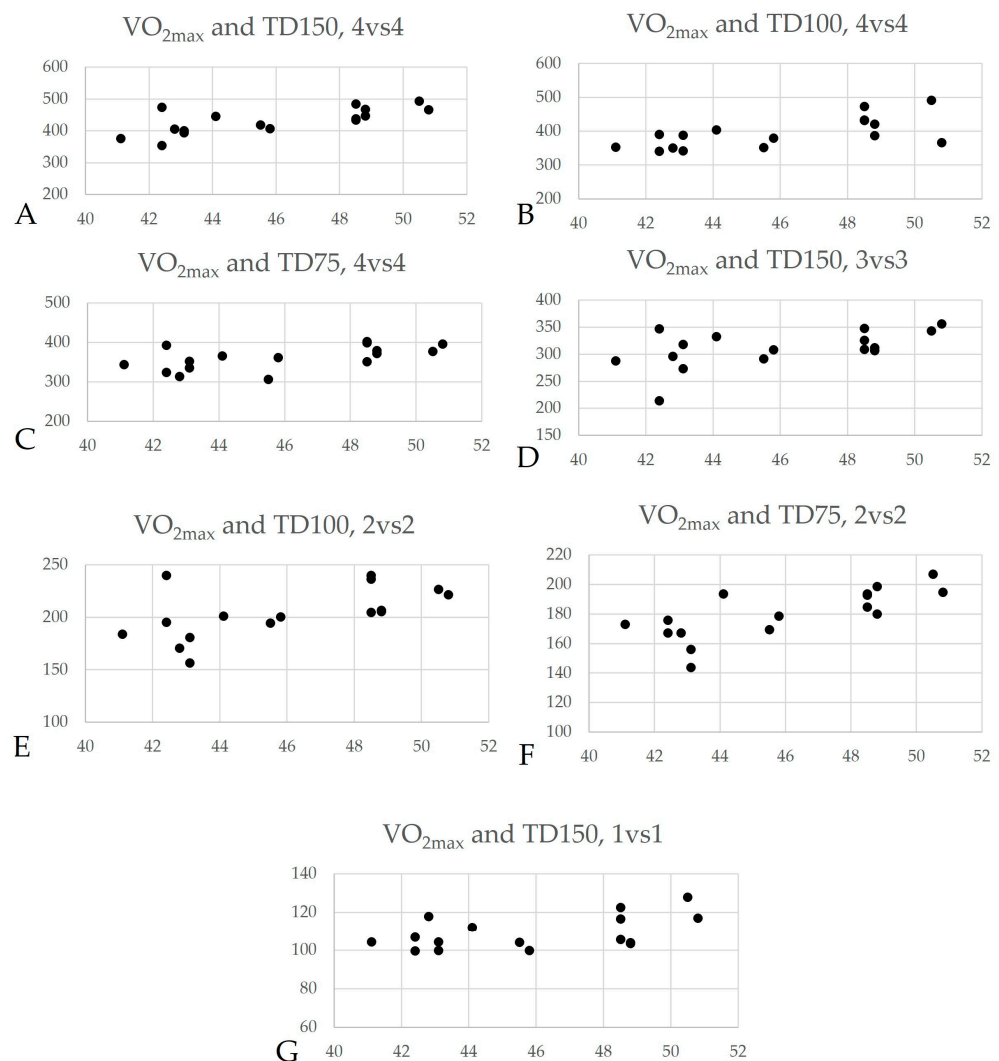 VO2max and TD150, 4vs4
600
500
400
300
200
40 42 44 46 48 50 52
A
VO2max and TD100, 4vs4
600
500
400
300
200
40 42 44 46 48 50 52
B
VO2max and TD75, 4vs4
500
400
300
200
40 42 44 46 48 50 52
C
VO2max and TD150, 3vs3
400
350
300
250
200
150
40 42 44 46 48 50 52
D
VO2max and TD100, 2vs2
250
200
150
100
40 42 44 46 48 50 52
E
VO2max and TD75, 2vs2
220
200
180
160
140
120
100
40 42 44 46 48 50 52
F
VO2max and TD150, 1vs1
140
120
100
80
60
40 42 44 46 48 50 52
G